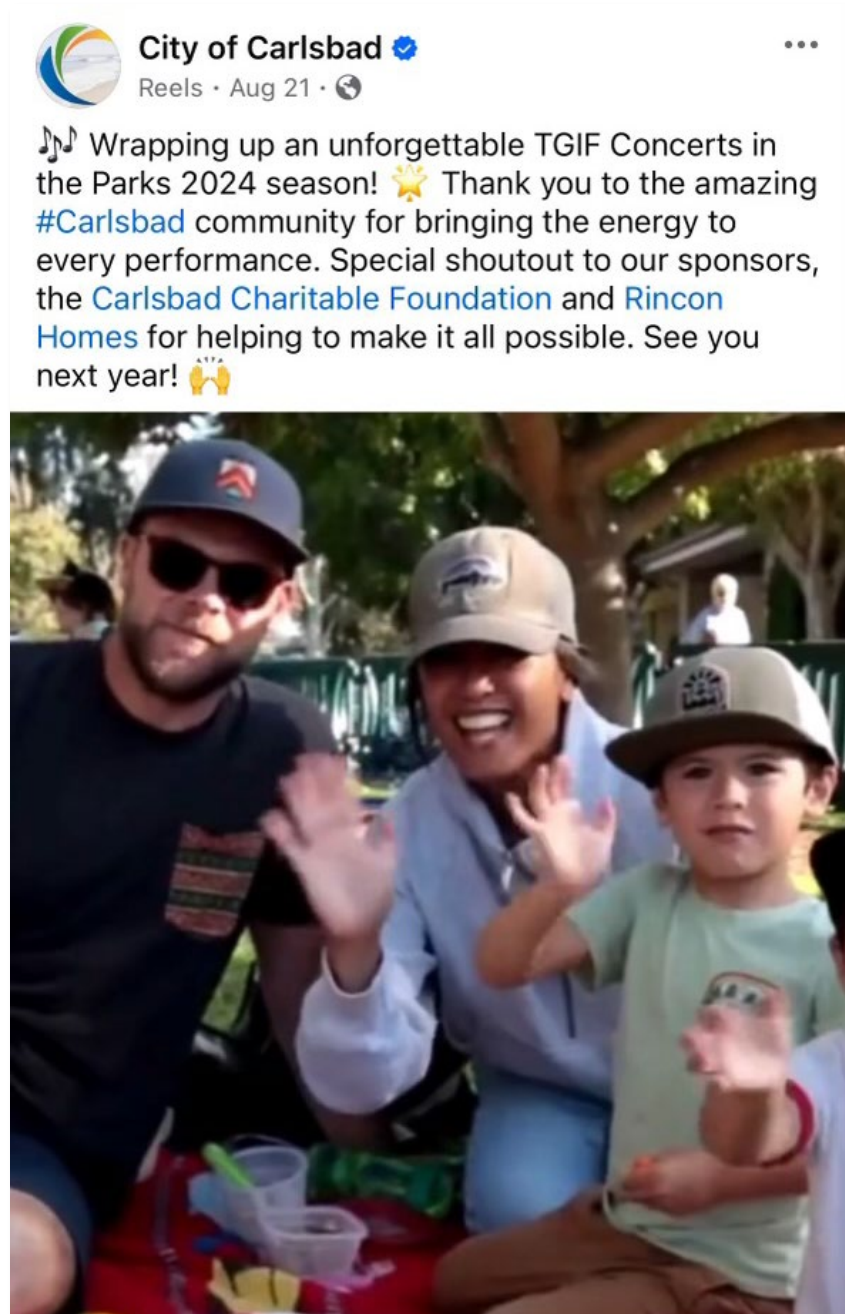 City of Carlsbad
Reels · Aug 21 ·
🎶 Wrapping up an unforgettable TGIF Concerts in
the Parks 2024 season! 🌟 Thank you to the amazing
#Carlsbad community for bringing the energy to
every performance. Special shoutout to our sponsors,
the Carlsbad Charitable Foundation and Rincon
Homes for helping to make it all possible. See you
next year! 🙌